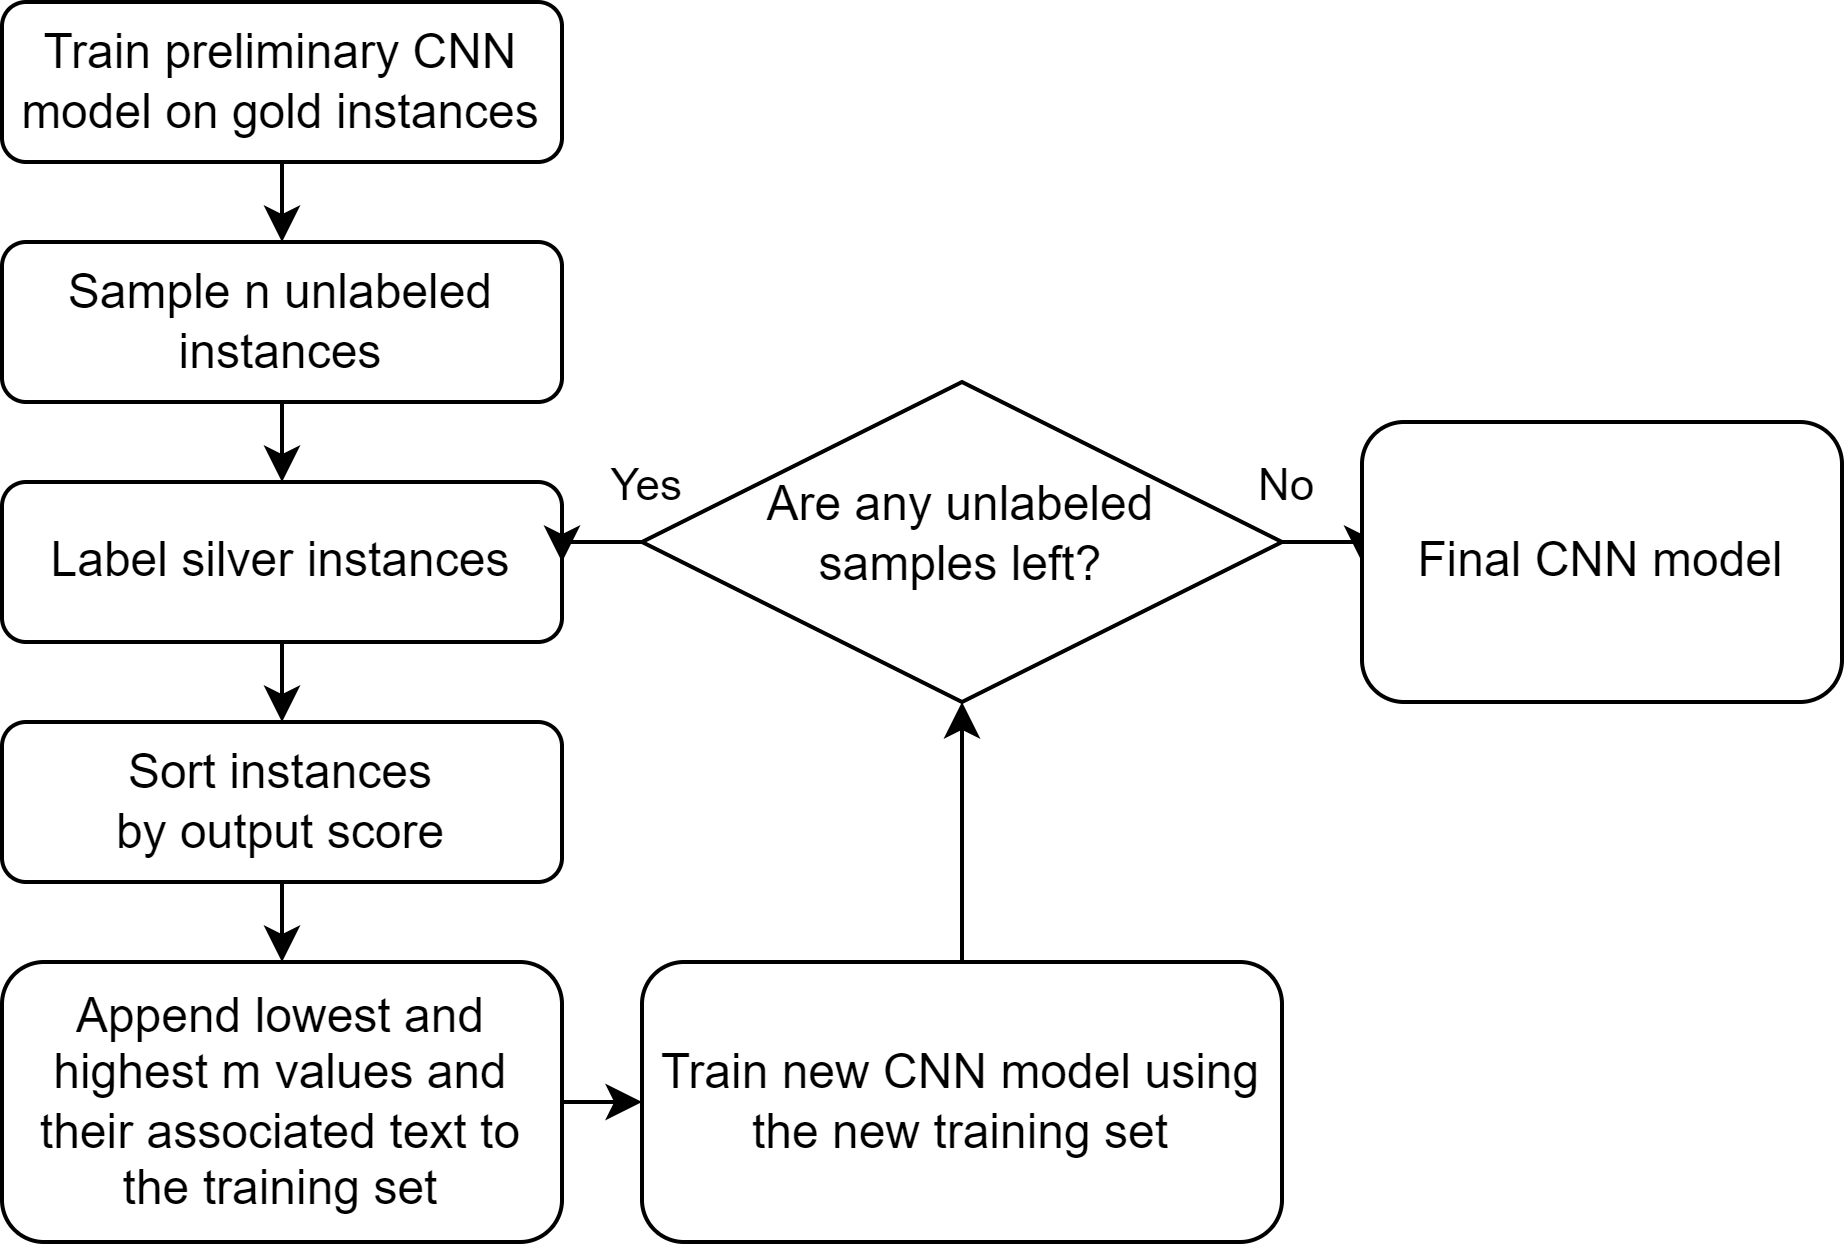 Train preliminary CNN
model on gold instances
Sample n unlabeled
instances
Label silver instances
Sort instances
by output score
Append lowest and
highest m values and
their associated text to
the training set
Train new CNN model using
the new training set
Are any unlabeled
samples left?
Yes
No
Final CNN model